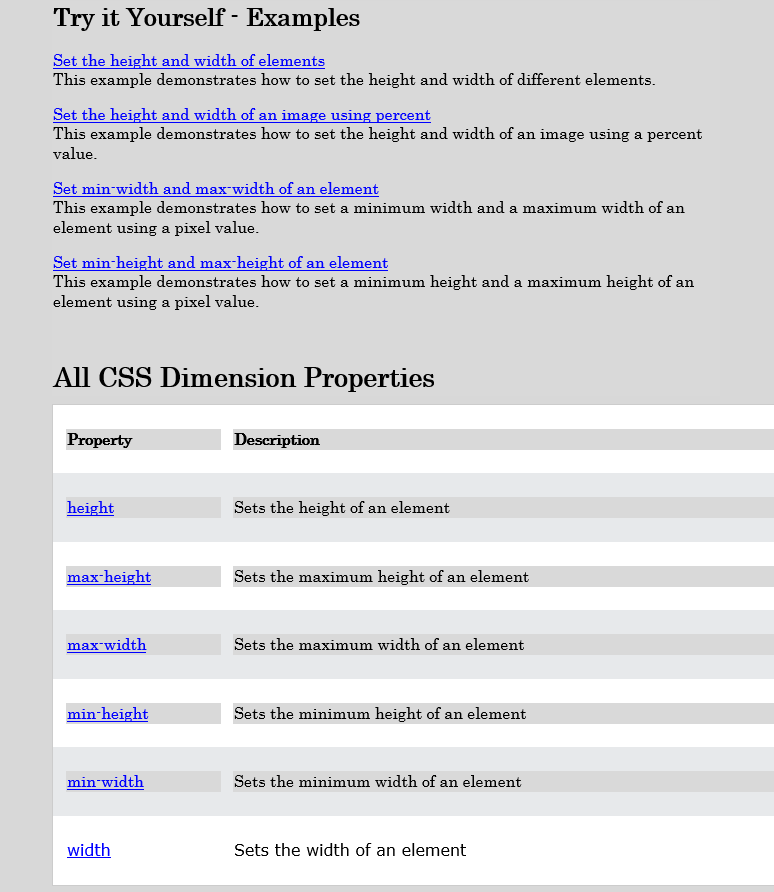 Try it Yourself - Examples
Set the height and width of elements
This example demonstrates how to set the height and width of different elements.
Set the height and width of an image using percent
This example demonstrates how to set the height and width of an image using a percent
value.
Set min-width and max-width of an element
This example demonstrates how to set a minimum width and a maximum width of an
element using a pixel value.
Set min-height and max-height of an element
This example demonstrates how to set a minimum height and a maximum height of an
element using a pixel value.
All CSS Dimension Properties
Property Description
height Sets the height of an element
max-height Sets the maximum height of an element
max-width Sets the maximum width of an element
min-height Sets the minimum height of an element
min-width Sets the minimum width of an element
width Sets the width of an element